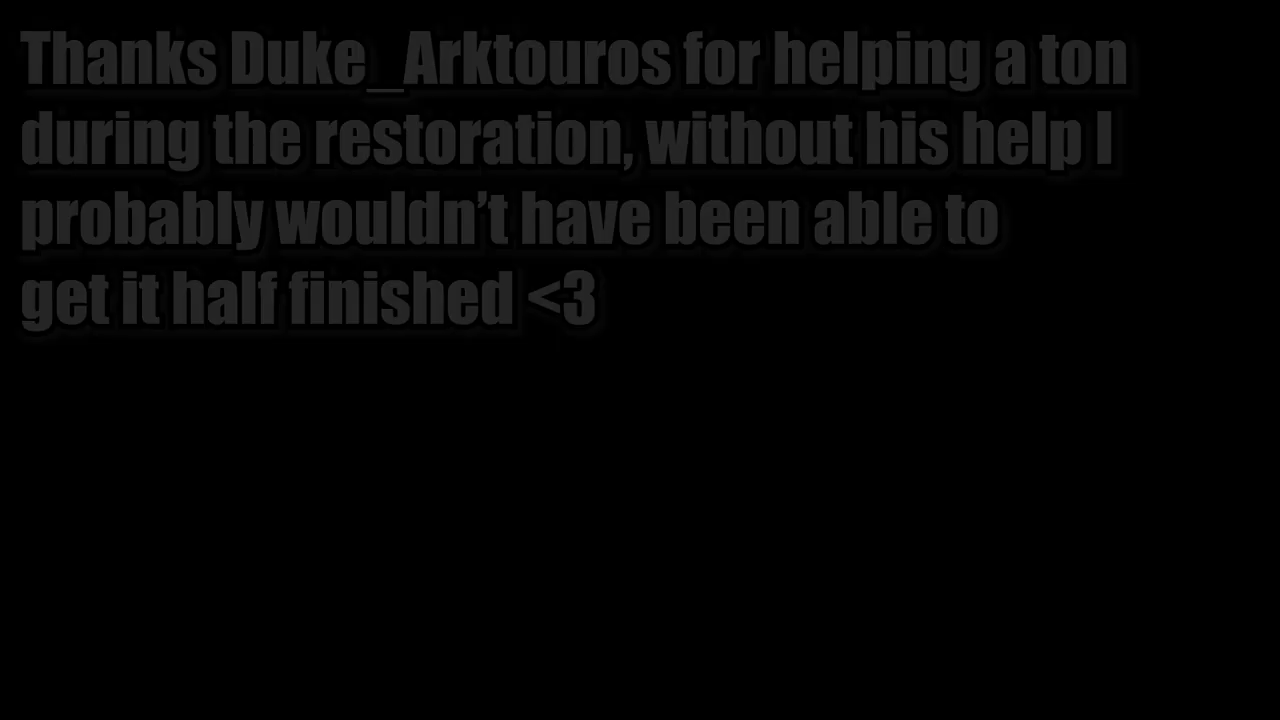 Thanks Duke_Arktouros for helping a ton
during the restoration, without his help I
probably wouldn’t have been able to
get it half finished <3